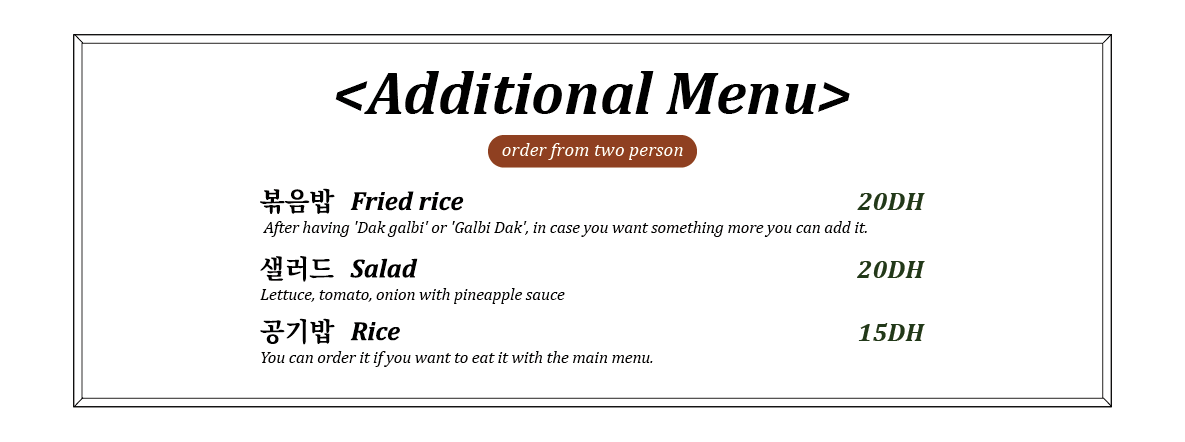 <Additional Menu>
order from two person
볶음밥 Fried rice 20DH
After having 'Dak galbi' or 'Galbi Dak', in case you want something more you can add it.
샐러드 Salad 20DH
Lettuce, tomato, onion with pineapple sauce
공기밥 Rice 15DH
You can order it if you want to eat it with the main menu.